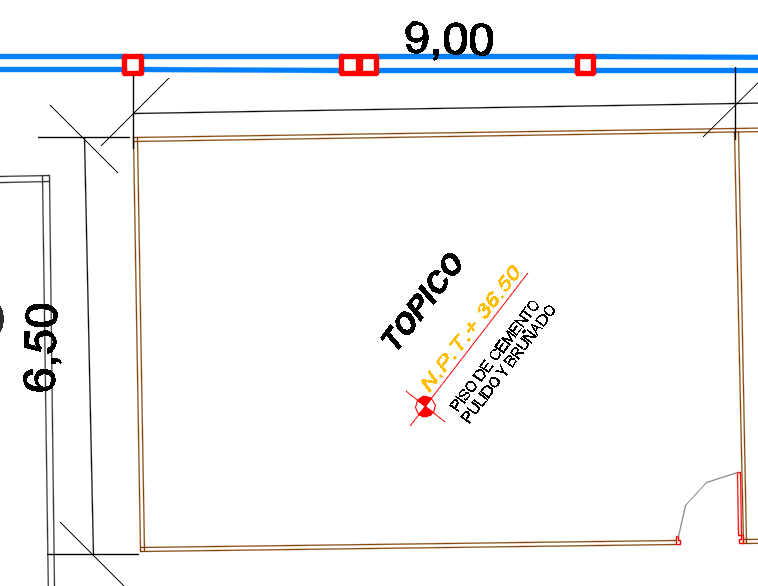 9,00
6,50
TOPICO
N.P.T.+ 36.50
PISO DE CEMENTO
PULIDO Y BRUÑADO